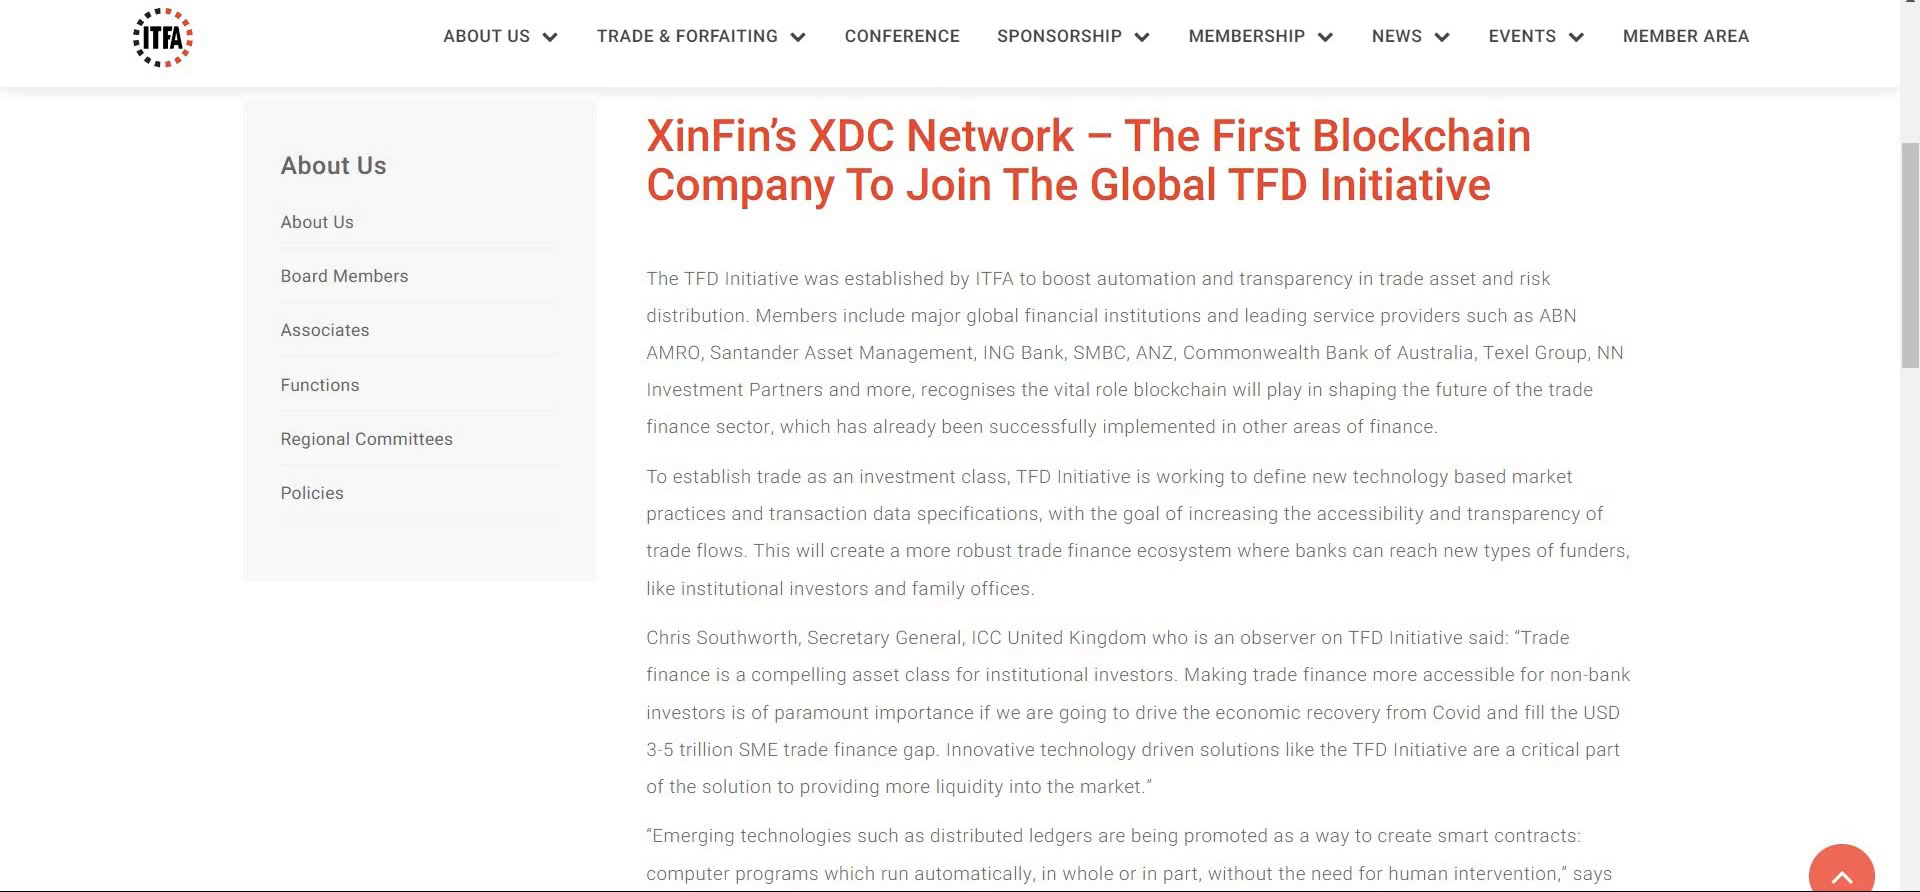 ITFA
ABOUT US
TRADE & FORFAITING
CONFERENCE
SPONSORSHIP
MEMBERSHIP
NEWS
EVENTS
MEMBER AREA
About Us
About Us
Board Members
Associates
Functions
Regional Committees
Policies
XinFin’s XDC Network – The First Blockchain
Company To Join The Global TFD Initiative
The TFD Initiative was established by ITFA to boost automation and transparency in trade asset and risk
distribution. Members include major global financial institutions and leading service providers such as ABN
AMRO, Santander Asset Management, ING Bank, SMBC, ANZ, Commonwealth Bank of Australia, Texel Group, NN
Investment Partners and more, recognises the vital role blockchain will play in shaping the future of the trade
finance sector, which has already been successfully implemented in other areas of finance.
To establish trade as an investment class, TFD Initiative is working to define new technology based market
practices and transaction data specifications, with the goal of increasing the accessibility and transparency of
trade flows. This will create a more robust trade finance ecosystem where banks can reach new types of funders,
like institutional investors and family offices.
Chris Southworth, Secretary General, ICC United Kingdom who is an observer on TFD Initiative said: “Trade
finance is a compelling asset class for institutional investors. Making trade finance more accessible for non-bank
investors is of paramount importance if we are going to drive the economic recovery from Covid and fill the USD
3-5 trillion SME trade finance gap. Innovative technology driven solutions like the TFD Initiative are a critical part
of the solution to providing more liquidity into the market.”
“Emerging technologies such as distributed ledgers are being promoted as a way to create smart contracts:
computer programs which run automatically, in whole or in part, without the need for human intervention,” says